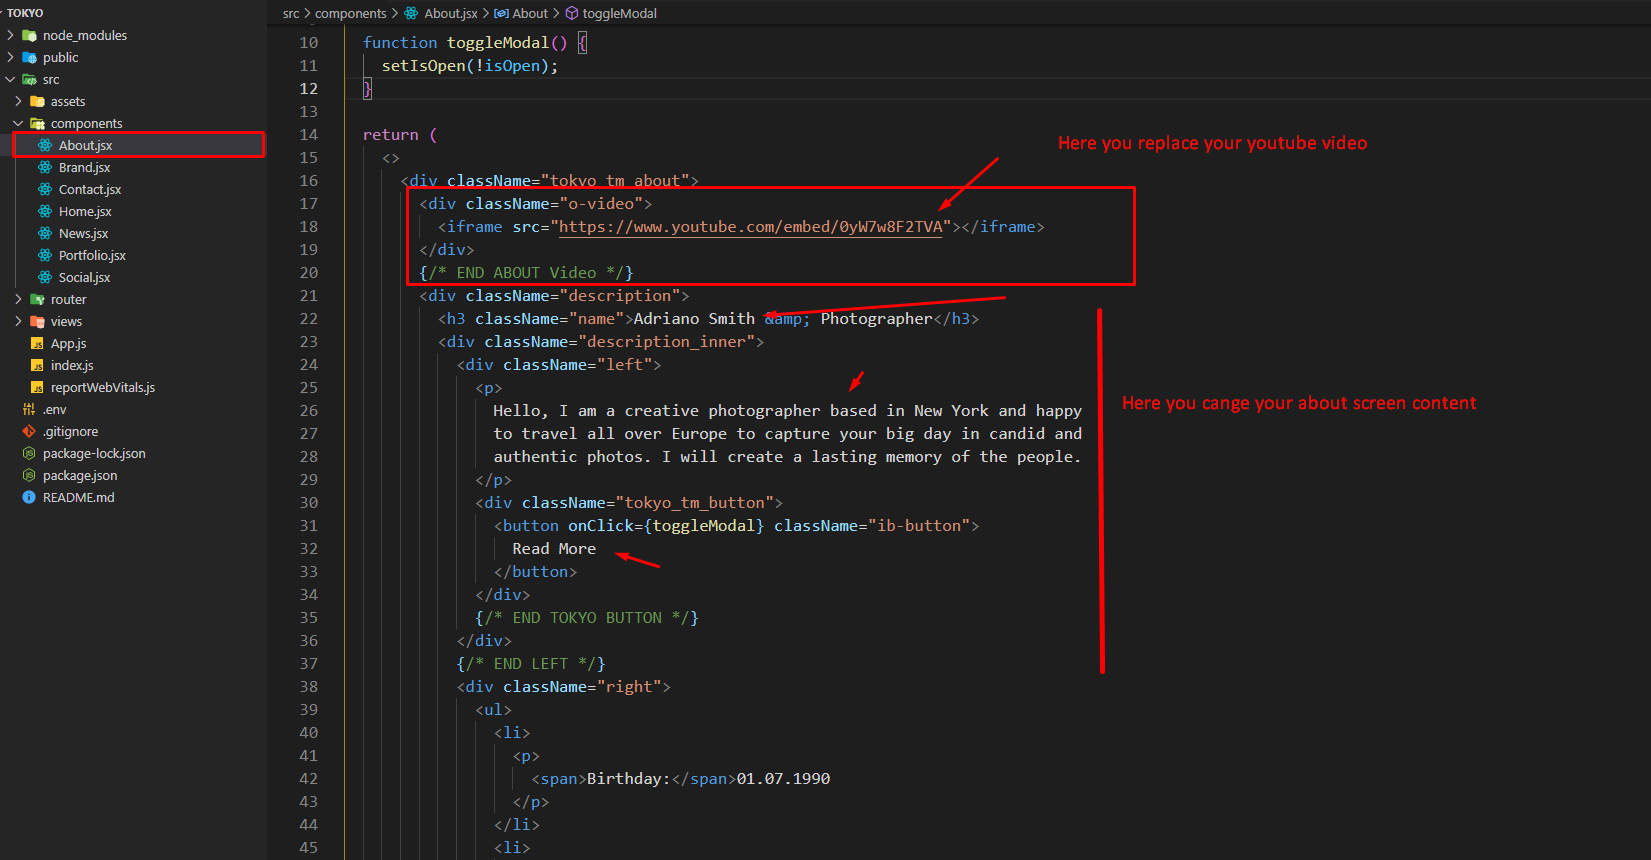 TOKYO
node_modules
public
src
assets
components
About.jsx
Brand.jsx
Contact.jsx
Home.jsx
News.jsx
Portfolio.jsx
Social.jsx
router
views
App.js
index.js
reportWebVitals.js
.env
.gitignore
package-lock.json
package.json
README.md
src > components > About.jsx > About > toggleModal
10 function toggleModal() {
11 setIsOpen(!isOpen);
12 }
13
14 return (
Here you replace your youtube video
15 <>
16 <div className="tokyo_tm_about">
17 <div className="o-video">
18 <iframe src="https://www.youtube.com/embed/0yW7w8F2TVA"></iframe>
19 </div>
20 {/* END ABOUT Video */}
21 <div className="description">
22 <h3 className="name">Adriano Smith &amp; Photographer</h3>
23 <div className="description_inner">
24 <div className="left">
25 <p>
26 Hello, I am a creative photographer based in New York and happy
Here you cange your about screen content
27 to travel all over Europe to capture your big day in candid and
28 authentic photos. I will create a lasting memory of the people.
29 </p>
30 <div className="tokyo_tm_button">
31 <button onClick={toggleModal} className="ib-button">
32 Read More
33 </button>
34 </div>
35 {/* END TOKYO BUTTON */}
36 </div>
37 {/* END LEFT */}
38 <div className="right">
39 <ul>
40 <li>
41 <p>
42 <span>Birthday:</span>01.07.1990
43 </p>
44 </li>
45 <li>